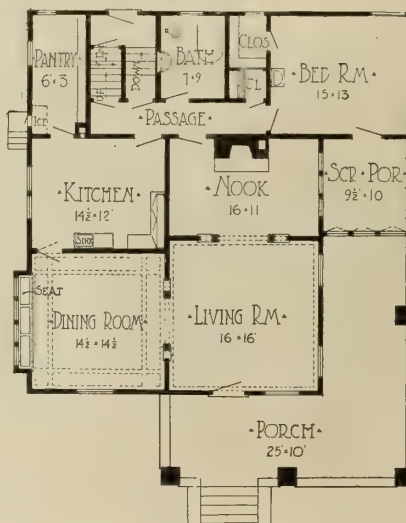 PANTRY
6·3
UP
UP
DOWN
BATH
7·9
CLOS
CL
BED RM
15·13
ICE
PASSAGE
KITCHEN
14½·12'
SINK
NOOK
16·11
SCR·POR
9½'·10
SEAT
DINING ROOM
14½·14½
LIVING RM
16·16'
PORCH
25'·10'